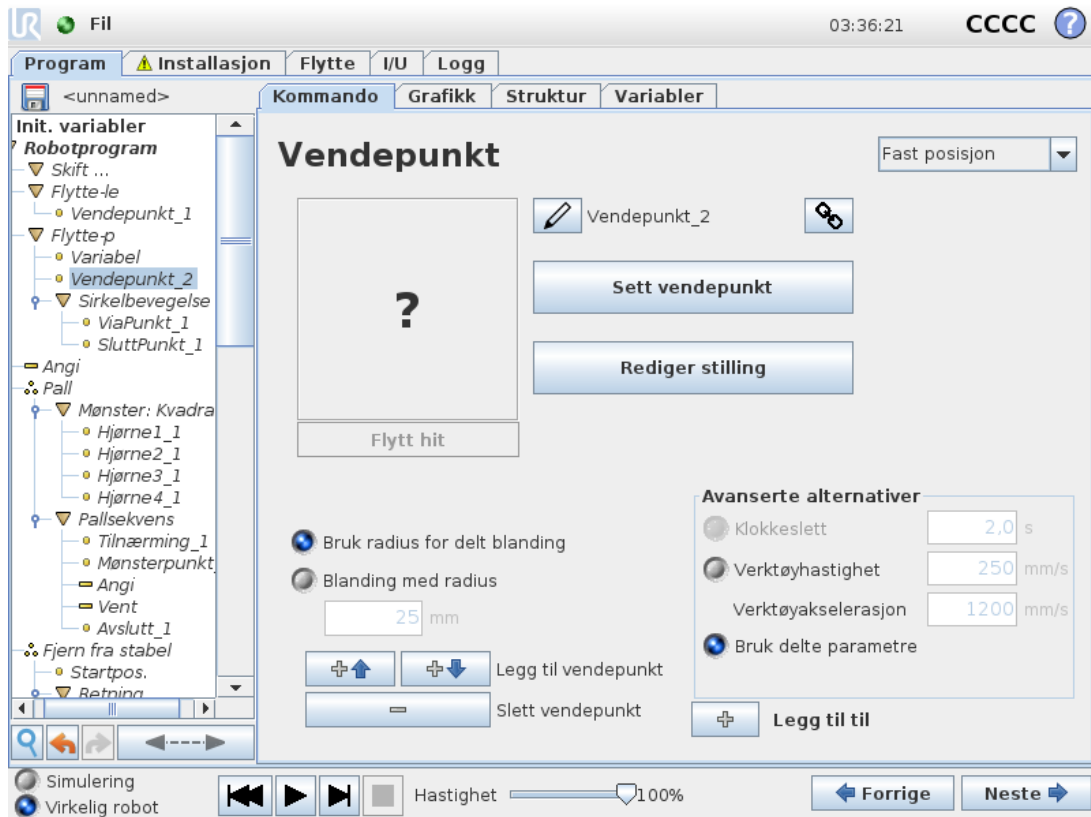 Fil 03:36:21 CCCC ?
Program Installasjon Flytte I/U Logg
<unnamed> Kommando Grafikk Struktur Variabler
Init. variabler
Robotprogram
Skift ...
Flytte-le
Vendepunkt_1
Flytte-p
Variabel
Vendepunkt_2
Sirkelbevegelse
ViaPunkt_1
SluttPunkt_1
Angi
Pall
Mønster: Kvadra
Hjørne1_1
Hjørne2_1
Hjørne3_1
Hjørne4_1
Pallsekvens
Tilnærming_1
Mønsterpunkt
Angi
Vent
Avslutt_1
Fjern fra stabel
Startpos.
Retning
Vendepunkt
Fast posisjon
?
Vendepunkt_2
Sett vendepunkt
Rediger stilling
Flytt hit
Bruk radius for delt blanding
Blanding med radius
25 mm
Legg til vendepunkt
Slett vendepunkt
Avanserte alternativer
Klokkeslett 2,0 s
Verktøyhastighet 250 mm/s
Verktøyakselerasjon 1200 mm/s
Bruk delte parametre
Legg til til
Simulering
Virkelig robot
Hastighet 100%
Forrige Neste